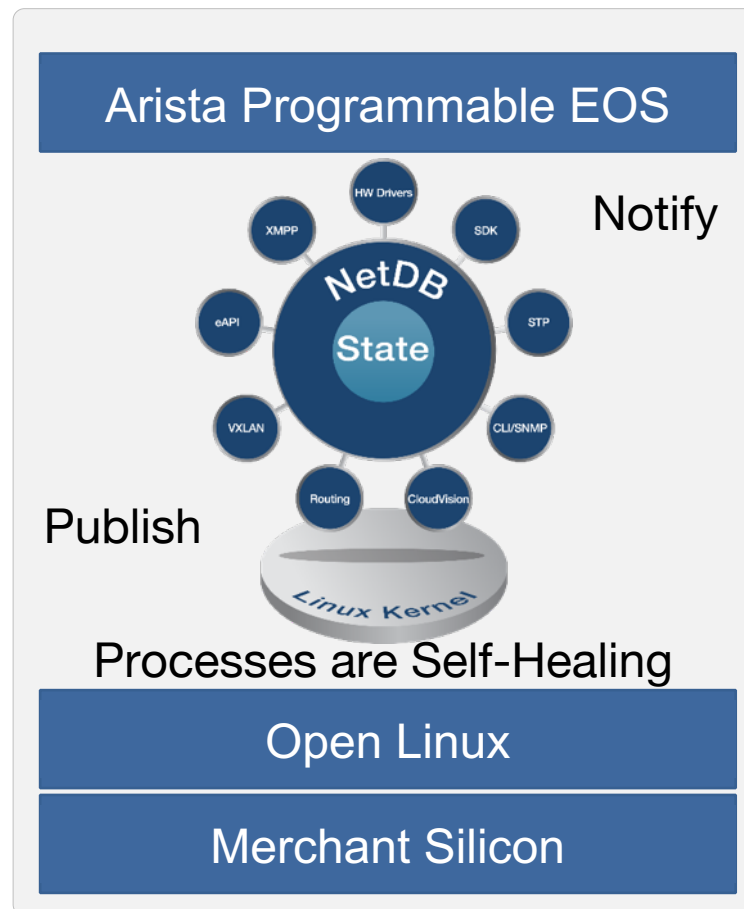 Arista Programmable EOS
HW Drivers
Notify
XMPP
SDK
NetDB
eAPI
STP
State
VXLAN
CLI/SNMP
Routing
CloudVision
Publish
Linux Kernel
Processes are Self-Healing
Open Linux
Merchant Silicon